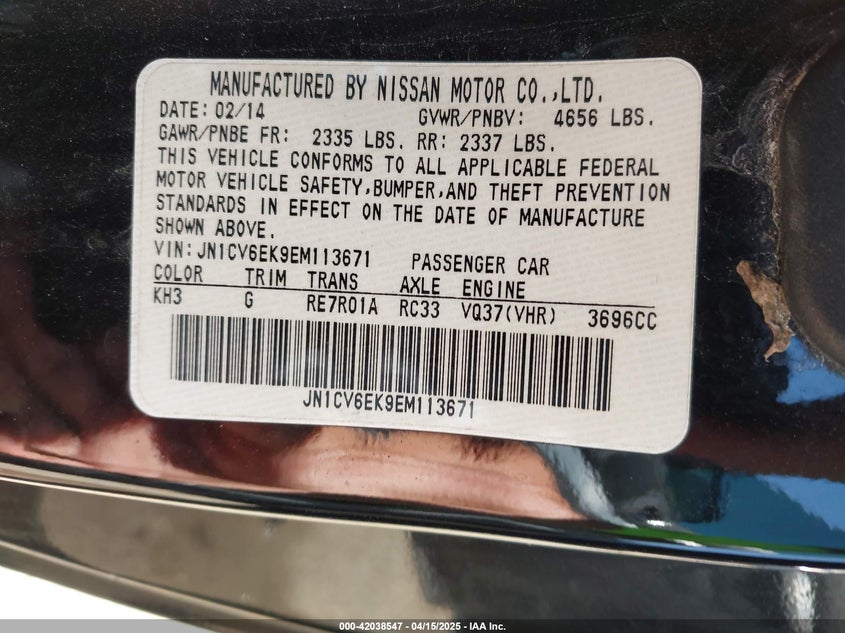 MANUFACTURED BY NISSAN MOTOR CO.,LTD.
DATE: 02/14 GVWR/PNBV: 4656 LBS.
GAWR/PNBE FR: 2335 LBS. RR: 2337 LBS.
THIS VEHICLE CONFORMS TO ALL APPLICABLE FEDERAL
MOTOR VEHICLE SAFETY,BUMPER,AND THEFT PREVENTION
STANDARDS IN EFFECT ON THE DATE OF MANUFACTURE
SHOWN ABOVE.
VIN: JN1CV6EK9EM113671 PASSENGER CAR
COLOR TRIM TRANS AXLE ENGINE
KH3 G RE7R01A RC33 VQ37(VHR) 3696CC
JN1CV6EK9EM113671
000-42038547 - 04/15/2025 - IAA Inc.